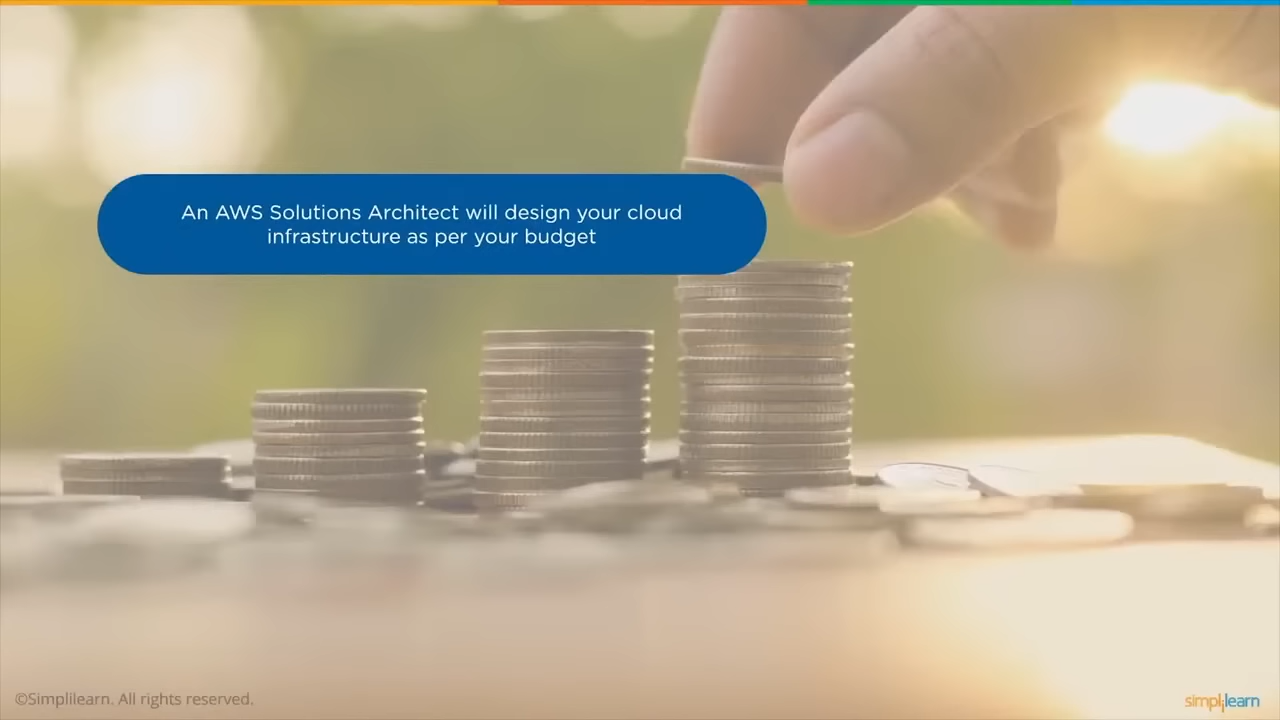 An AWS Solutions Architect will design your cloud
infrastructure as per your budget
©Simplilearn. All rights reserved.
simplilearn